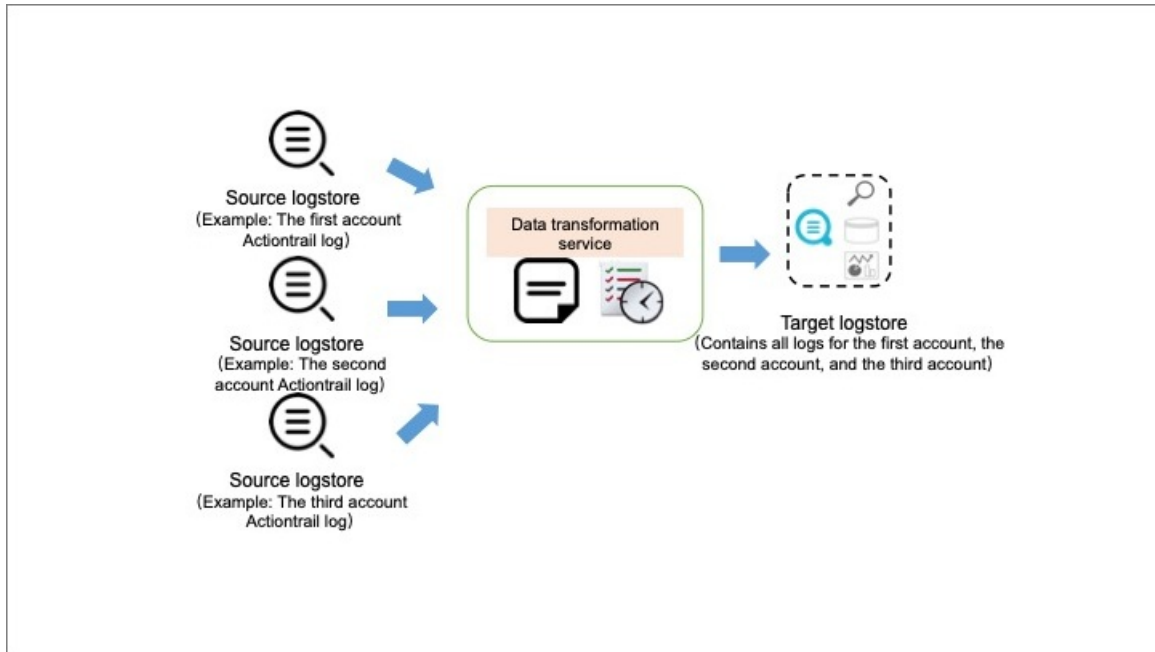 Source logstore
(Example: The first account
Actiontrail log)
Source logstore
(Example: The second
account Actiontrail log)
Source logstore
(Example: The third account
Actiontrail log)
Data transformation
service
Target logstore
(Contains all logs for the first account, the
second account, and the third account)